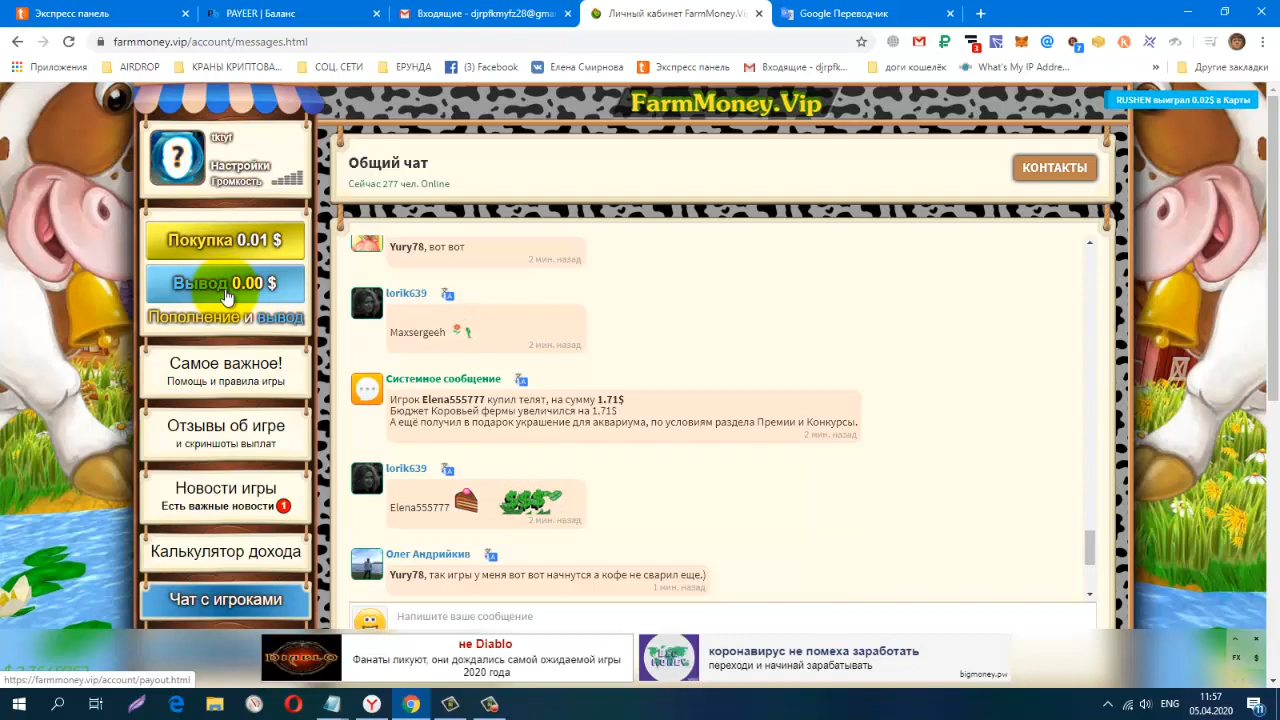 Экспресс-панель
PAYEER / Баланс
Входящие - djrpfkmyfz28@gma
Личный кабинет FarmMoney.Vip
Google Переводчик
farmmoney.vip/account/messages.html
3
7
Приложения
AIRDROP
КРАНЫ КРИПТОВА...
СОЦ. СЕТИ
ЕРУНДА
(3) Facebook
Елена Смирнова
Экспресс панель
Входящие - djrpfk...
доги кошелёк
What's My IP Addre...
»
Другие закладки
FarmMoney.Vip
RUSHEN выиграл 0.02$ в Карты
?
tkyf
Настройки
Громкость
Общий чат
Сейчас 277 чел. Online
КОНТАКТЫ
Покупка 0.01 $
Вывод 0.00 $
Пополнение и вывод
Самое важное!
Помощь и правила игры
Отзывы об игре
и скриншоты выплат
Новости игры
Есть важные новости 1
Калькулятор дохода
Чат с игроками
Yury78, вот вот
2 мин. назад
lorik639
Maxsergeeh
2 мин. назад
Системное сообщение
Игрок Elena555777 купил телят, на сумму 1.71$
Бюджет Коровьей фермы увеличился на 1.71$
А ещё получил в подарок украшение для аквариума, по условиям раздела Премии и Конкурсы.
2 мин. назад
lorik639
Elena555777
2 мин. назад
Олег Андрийкив
Yury78, так игры у меня вот вот начнутся а кофе не сварил еще.)
1 мин. назад
Напишите ваше сообщение
DIABLO
не Diablo
Фанаты ликуют, они дождались самой ожидаемой игры
2020 года
коронавирус не помеха заработать
переходи и начинай зарабатывать
bigmoney.pw
FX
$
https://farmmoney.vip/account/payout.html
ENG
11:57
05.04.2020